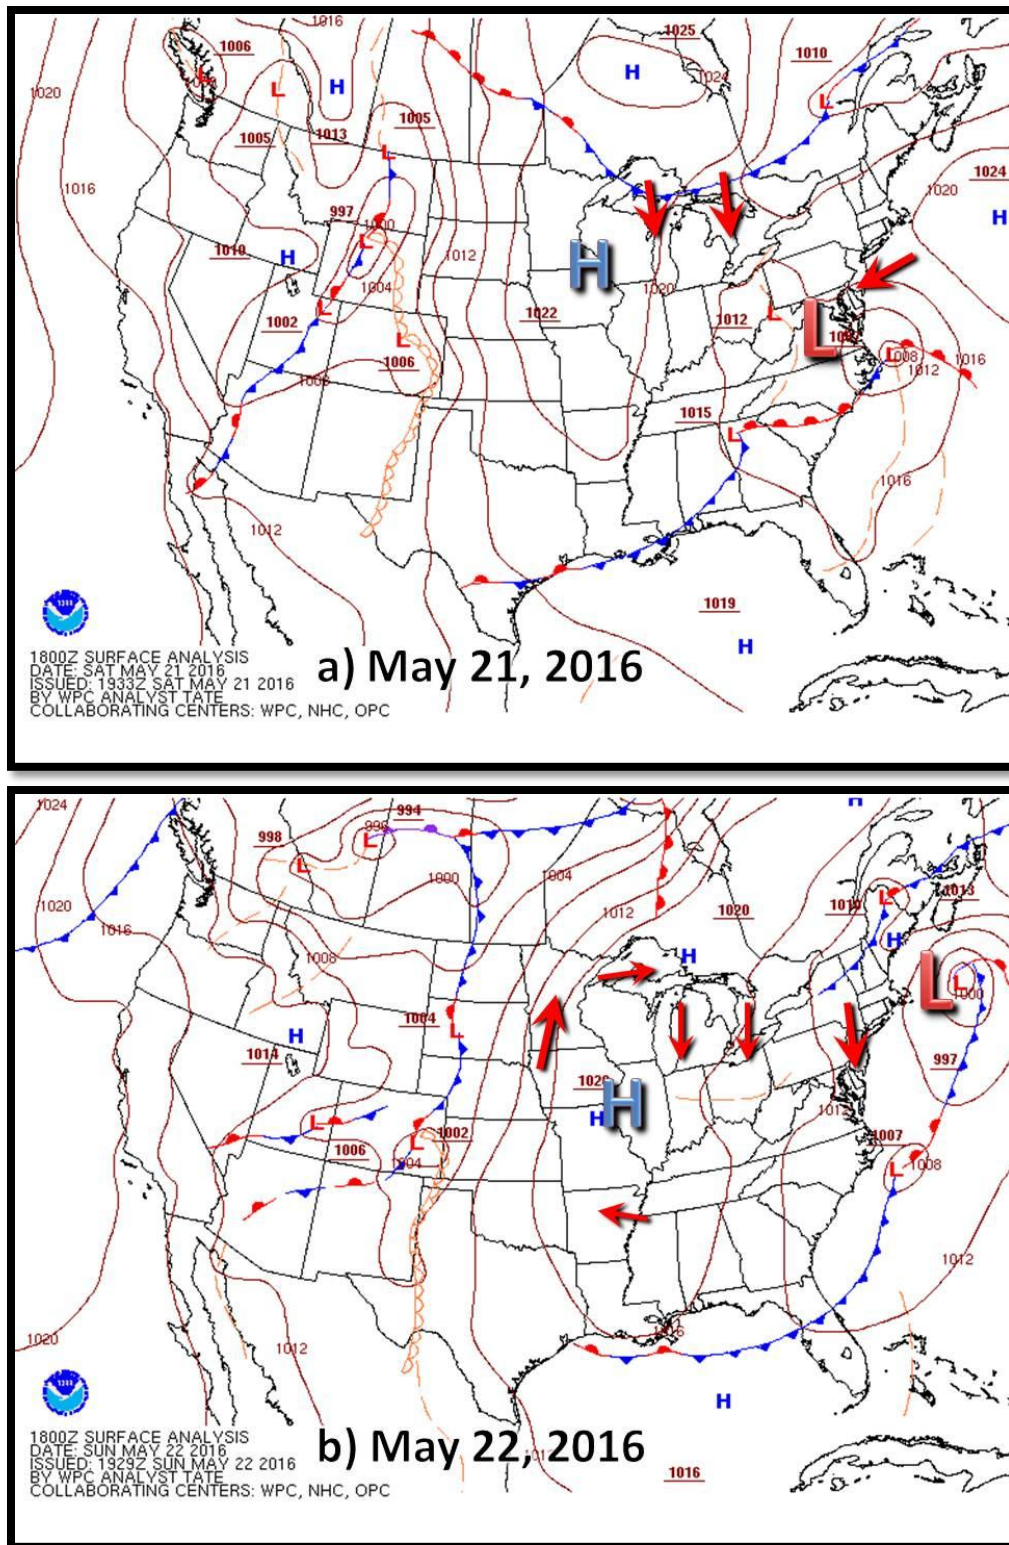 1016
1006
1025
1010
1020
L
L
H
H
1024
L
1005
1013
1005
L
1024
1016
997
1020
1000
H
1010
H
L
H
1012
1004
1020
L
1022
1012
L
L
1002
L
1006
L
1008
1016
1012
1015
L
1016
1012
1019
H
1800Z SURFACE ANALYSIS
DATE: SAT MAY 21 2016
ISSUED: 1933Z SAT MAY 21 2016
BY WPC ANALYST TATE
COLLABORATING CENTERS: WPC, NHC, OPC
a) May 21, 2016
1024
994
H
998
L
L
1000
1004
1020
1012
1013
L
1020
1016
H
H
L
L
1000
1008
1004
L
H
1014
997
H
H
1012
L
1002
L
1006
1004
1007
L
1008
1012
1020
1012
1016
H
1012
1016
1800Z SURFACE ANALYSIS
DATE: SUN MAY 22 2016
ISSUED: 1929Z SUN MAY 22 2016
BY WPC ANALYST TATE
COLLABORATING CENTERS: WPC, NHC, OPC
b) May 22, 2016